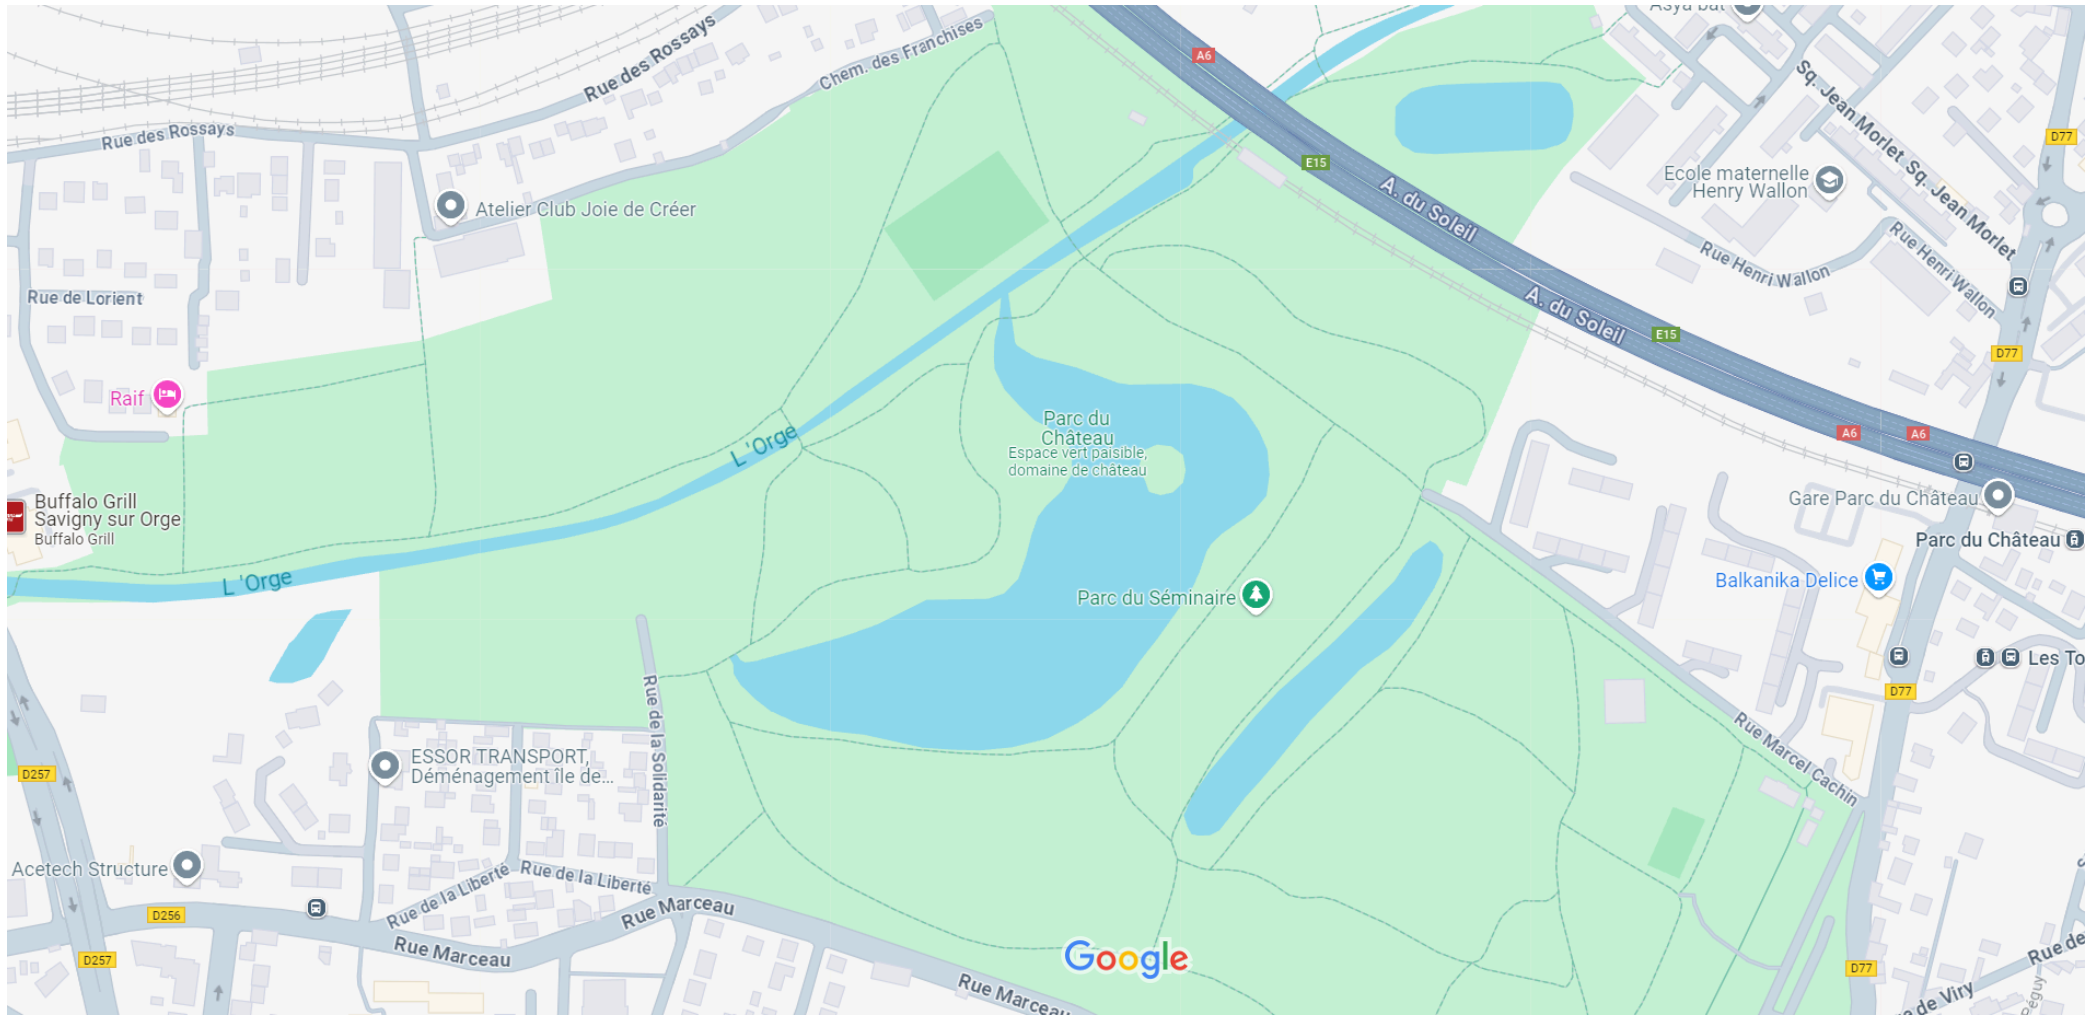 Asya bat
A6
Rue des Rossays
Chem. des Franchises
Sq. Jean Morlet
Sq. Jean Morlet
D77
Rue des Rossays
E15
Ecole maternelle
Henry Wallon
A. du Soleil
Atelier Club Joie de Créer
Rue Henri Wallon
Rue Henri Wallon
Rue de Lorient
A. du Soleil
E15
D77
Raif
Parc du
Château
Espace vert paisible,
domaine de château
L 'Orge
A6
A6
Buffalo Grill
Savigny sur Orge
Buffalo Grill
Gare Parc du Château
Parc du Château
L 'Orge
Balkanika Delice
Parc du Séminaire
Les To
D77
Rue de la Solidarité
Rue Marcel Cachin
ESSOR TRANSPORT,
Déménagement île de...
D257
Acetech Structure
Rue de la Liberté
Rue de la Liberté
D256
Rue Marceau
Rue Marceau
Google
D257
Rue Marceau
D77
Rue de
e de Viry
Péguy